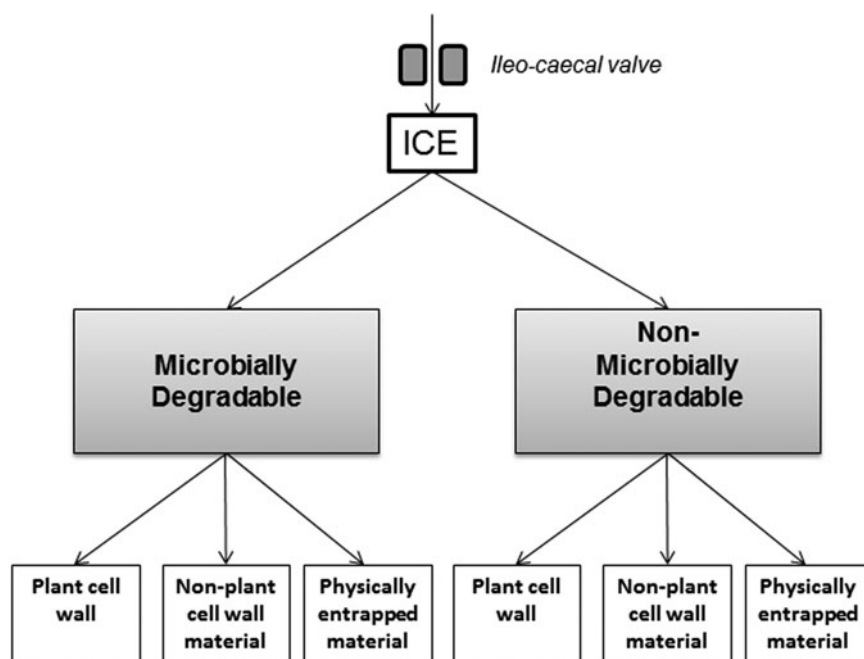 Ileo-caecal valve
ICE
Microbially
Degradable
Non-
Microbially
Degradable
Plant cell
wall
Non-plant
cell wall
material
Physically
entrapped
material
Plant cell
wall
Non-plant
cell wall
material
Physically
entrapped
material